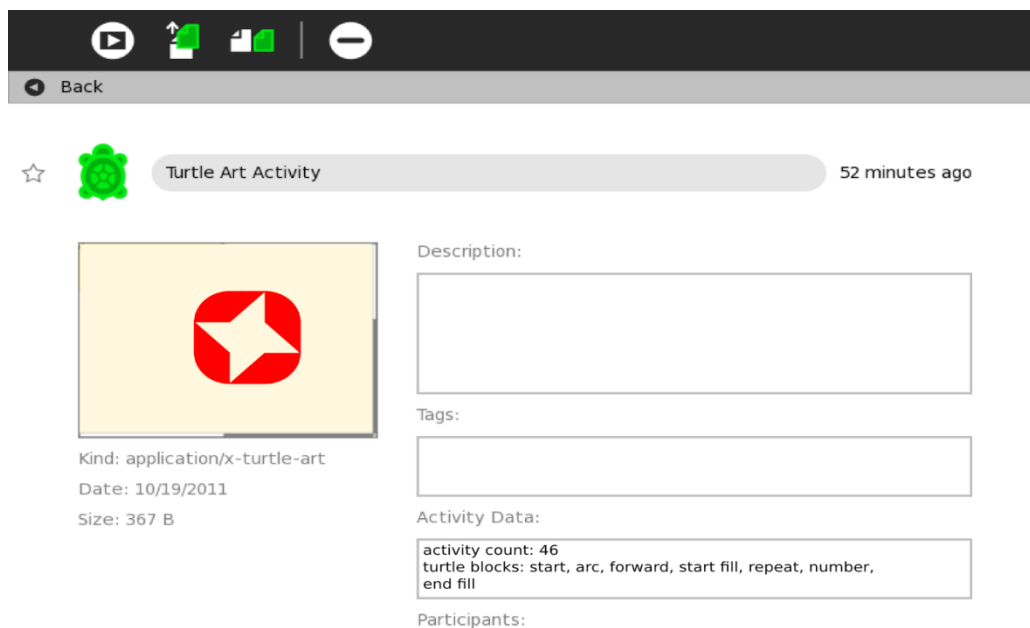 Back
Turtle Art Activity
52 minutes ago
Description:
Tags:
Kind: application/x-turtle-art
Date: 10/19/2011
Size: 367 B
Activity Data:
activity count: 46
turtle blocks: start, arc, forward, start fill, repeat, number,
end fill
Participants: